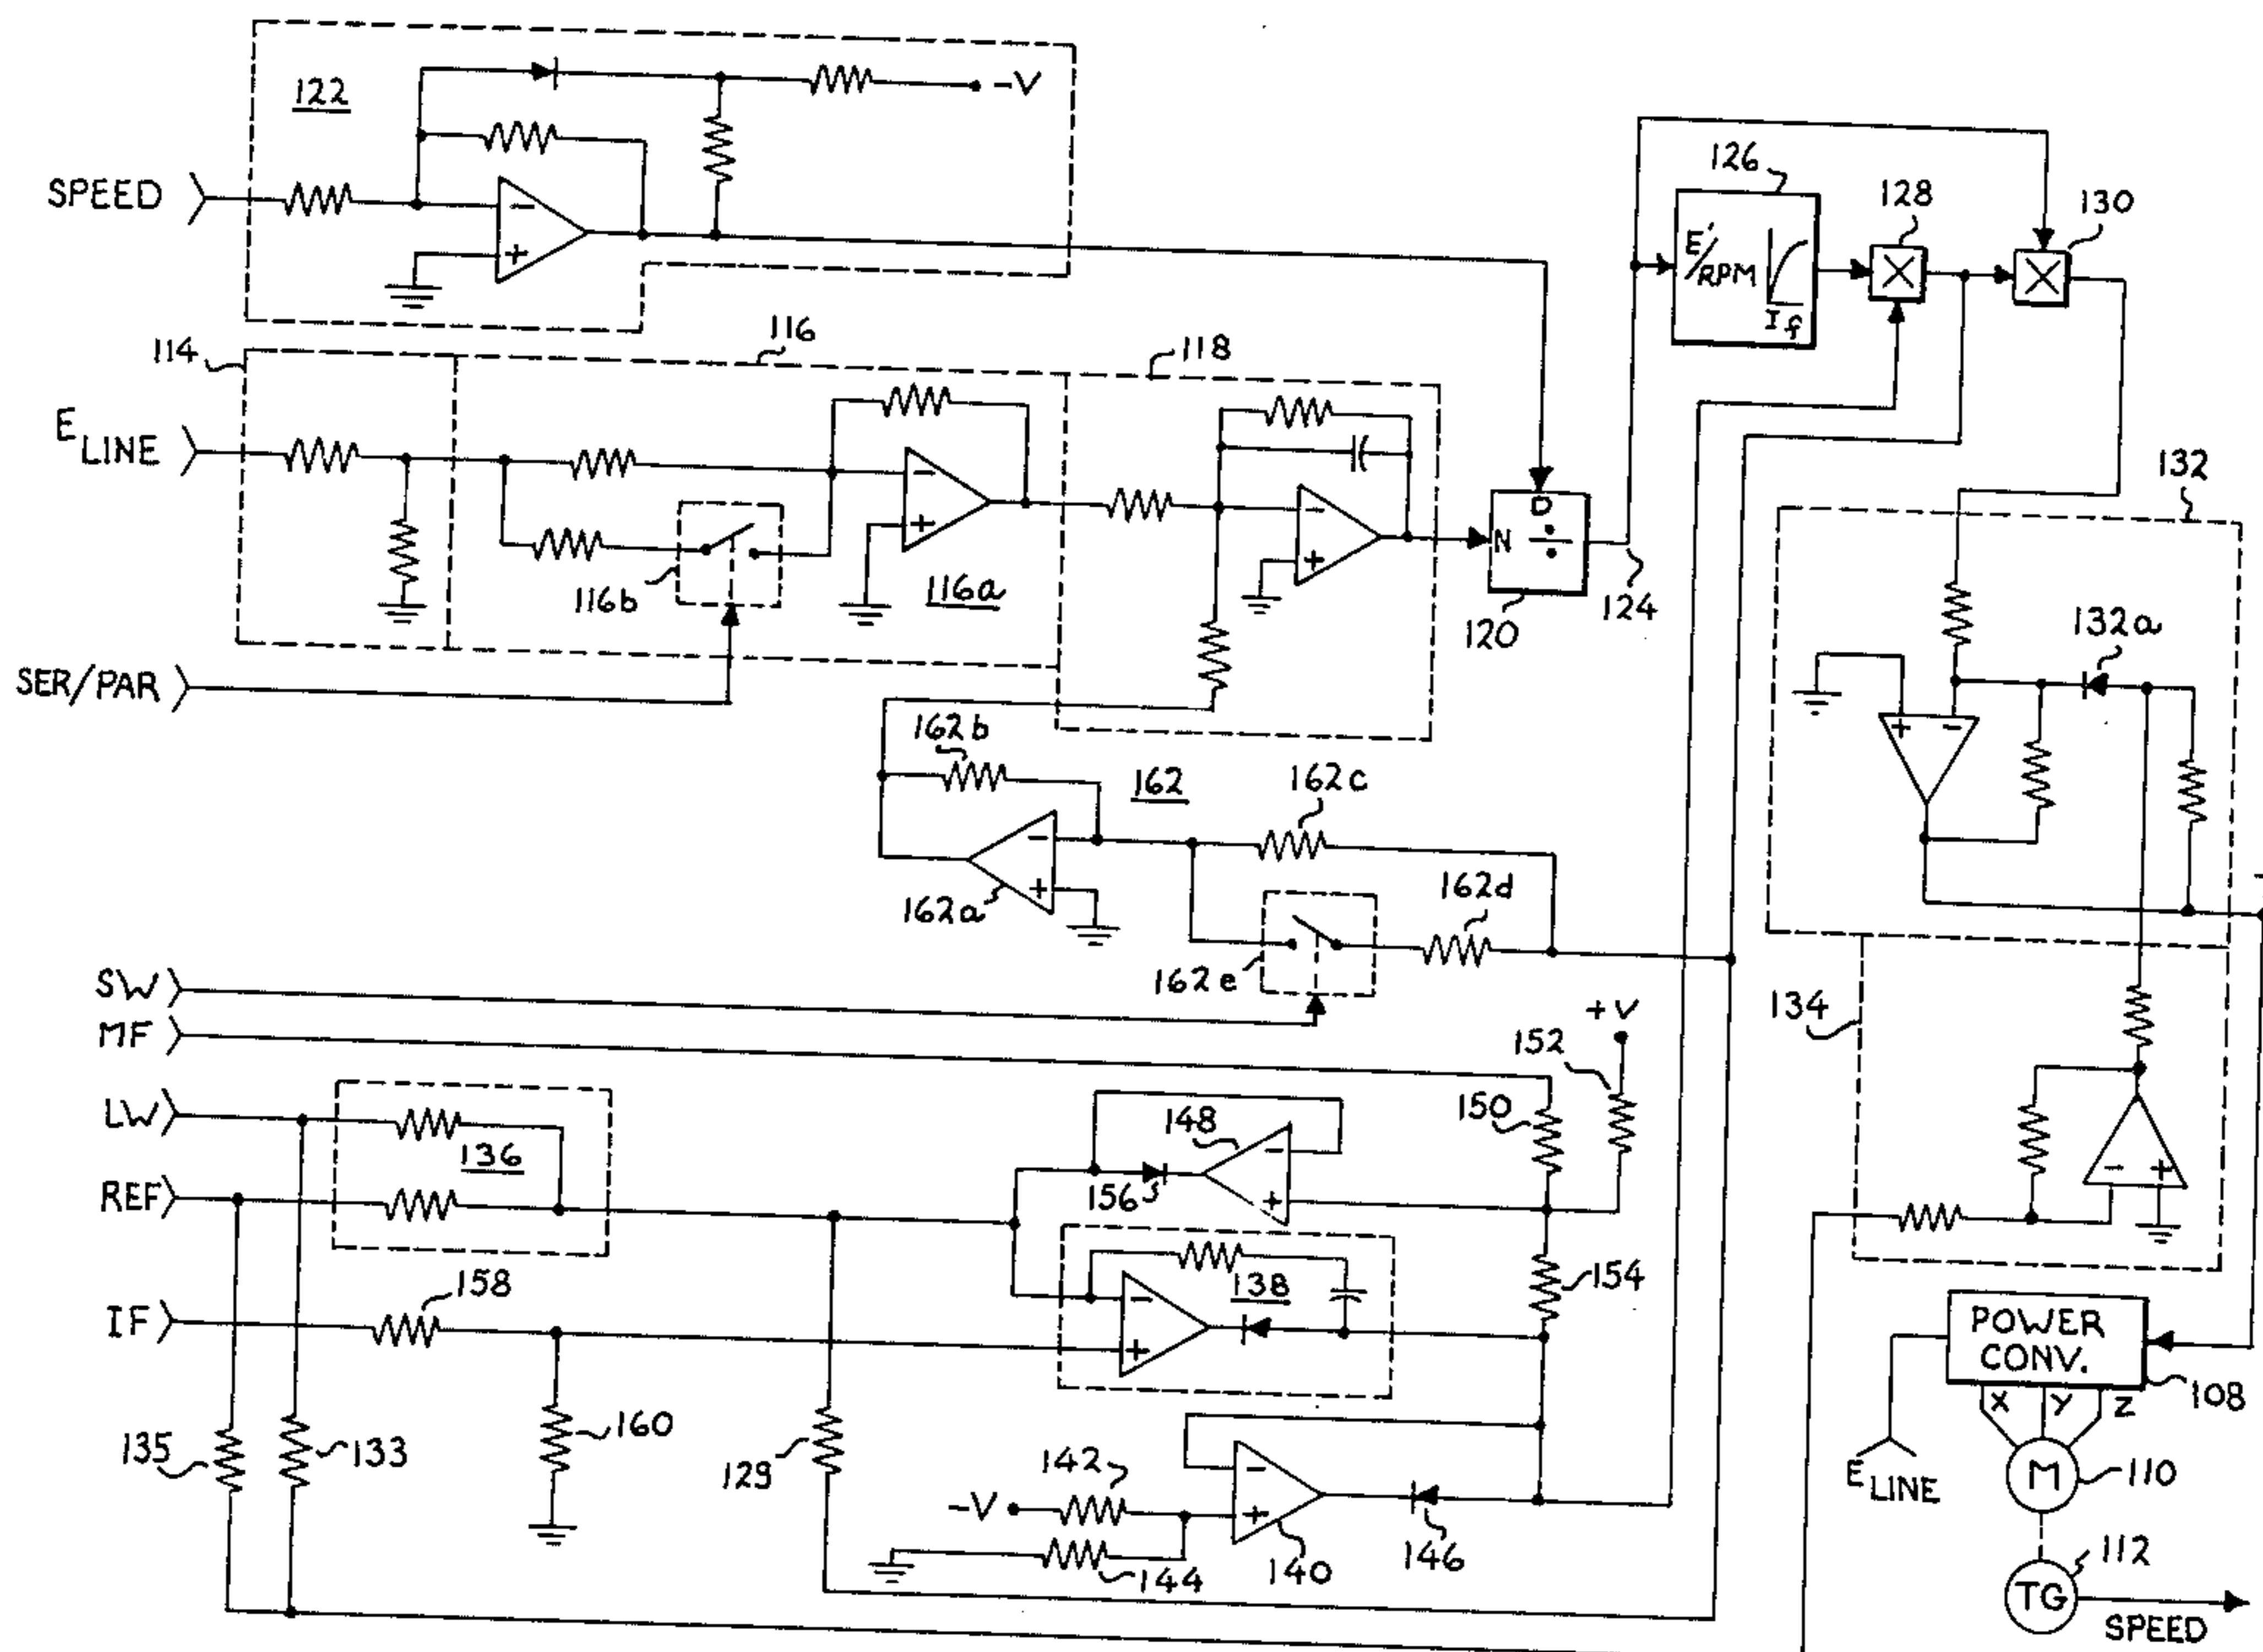 122
-V
SPEED
-
+
126
128
130
E'/RPM
If
X
X
114
116
118
E LINE
-
+
-
+
D
N ÷
116b
116a
120
124
132
132a
SER/PAR
+ -
162b
162
162c
-
+
162a
162d
162e
SW
MF
+V
152
134
LW
148
150
-
136
REF
156
+
- +
158
138
154
IF
-
+
POWER
CONV.
108
X Y Z
160
135
133
129
142
-
E LINE
M
110
-V
+
146
140
144
112
TG
SPEED